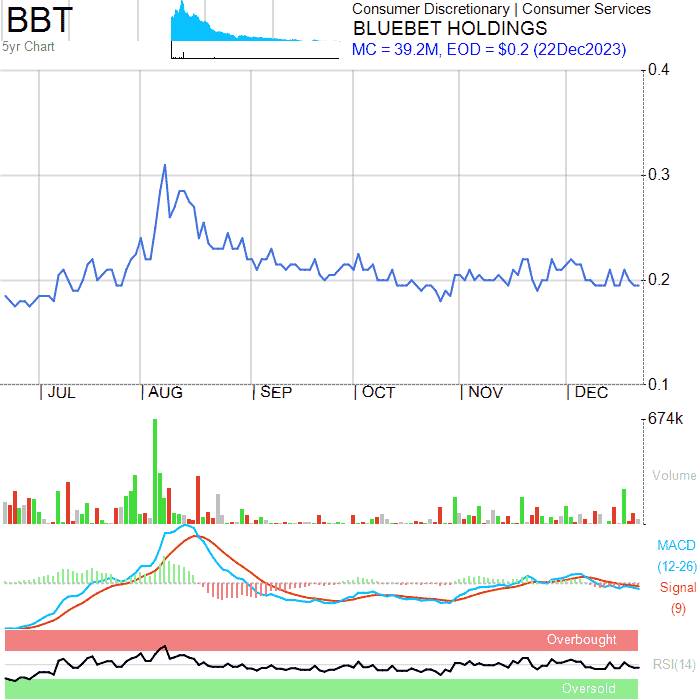 BBT
5yr Chart
Consumer Discretionary | Consumer Services
BLUEBET HOLDINGS
MC = 39.2M, EOD = $0.2 (22Dec2023)
0.4
0.3
0.2
0.1
| JUL | AUG | SEP | OCT | NOV | DEC
674k
Volume
MACD
(12-26)
Signal
(9)
Overbought
RSI(14)
Oversold